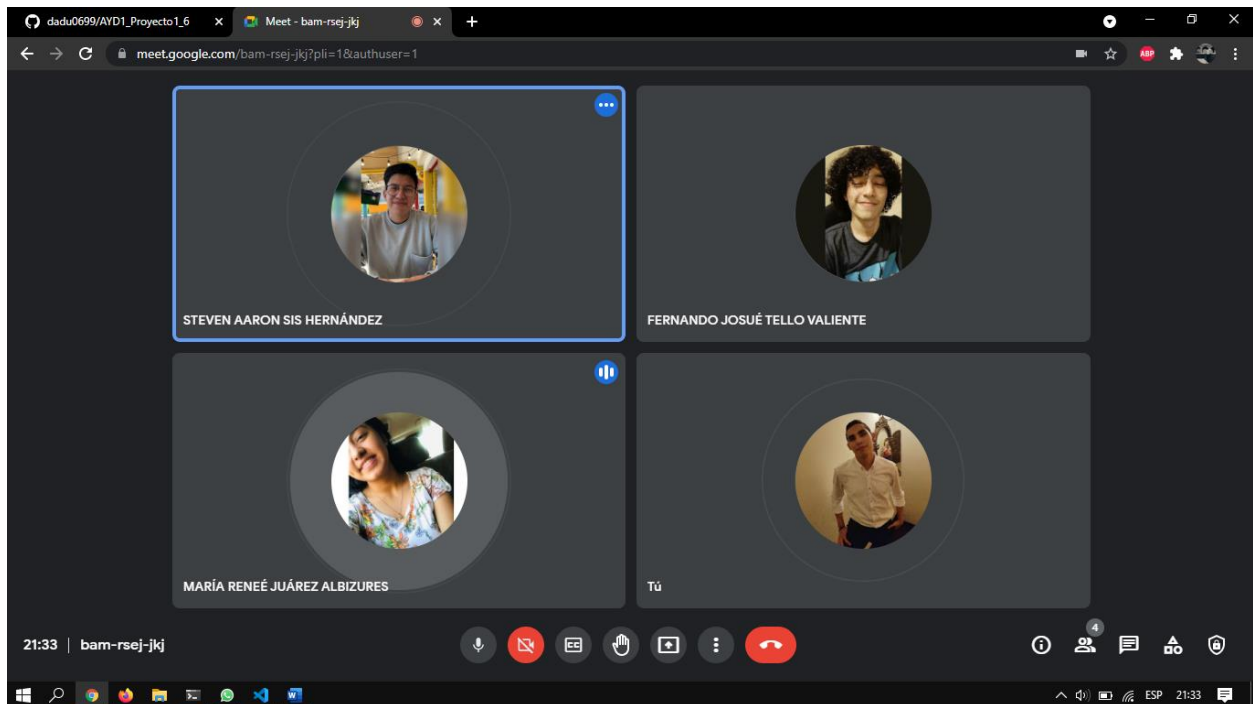 dadu0699/AYD1_Proyecto1_6
Meet - bam-rsej-jkj
meet.google.com/bam-rsej-jkj?pli=1&authuser=1
ABP
STEVEN AARON SIS HERNÁNDEZ
FERNANDO JOSUÉ TELLO VALIENTE
MARÍA RENEÉ JUÁREZ ALBIZURES
Tú
21:33 | bam-rsej-jkj
CC
4
ESP 21:33